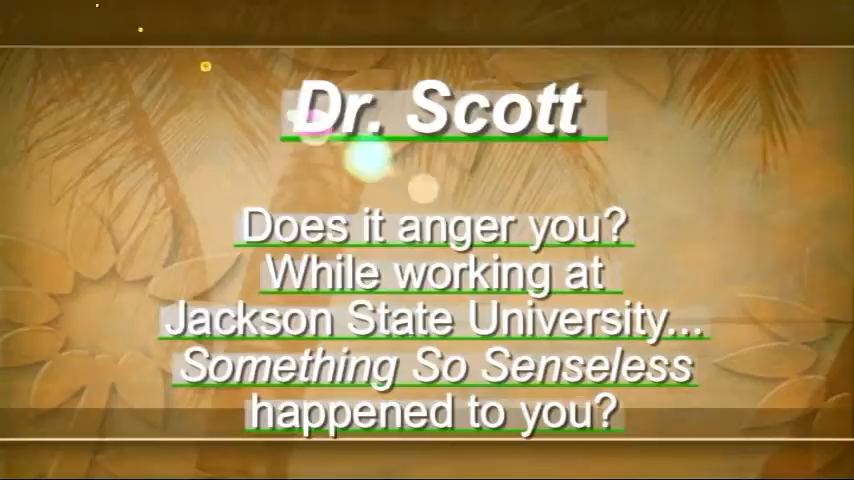 Dr. Scott
Does it anger you?
While working at
Jackson State University...
Something So Senseless
happened to you?